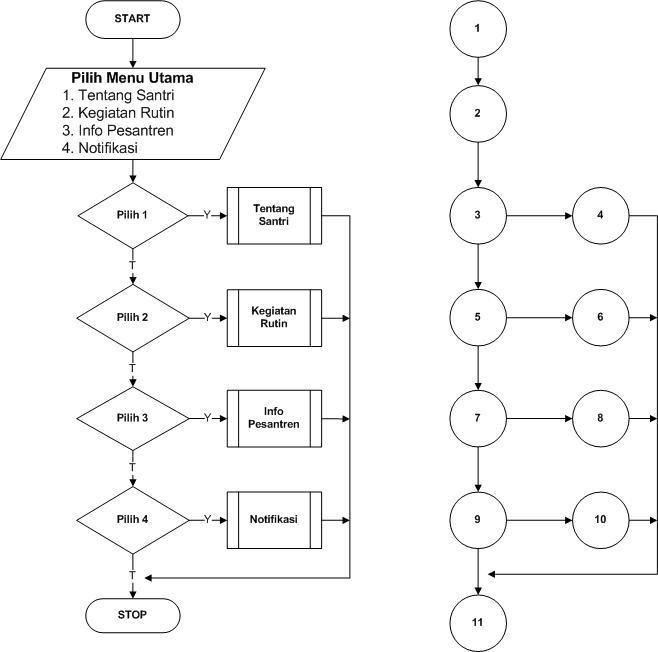 START
Pilih Menu Utama
1. Tentang Santri
2. Kegiatan Rutin
3. Info Pesantren
4. Notifikasi
Pilih 1
Y
Tentang
Santri
T
Pilih 2
Y
Kegiatan
Rutin
T
Pilih 3
Y
Info
Pesantren
T
Pilih 4
Y
Notifikasi
T
STOP
1
2
3
4
5
6
7
8
9
10
11